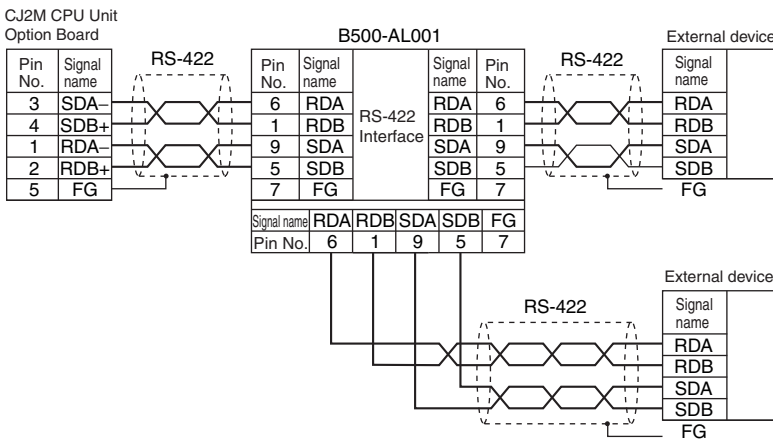 CJ2M CPU Unit
Option Board
B500-AL001
External device
RS-422
RS-422
Pin No. Signal name
3 SDA−
4 SDB+
1 RDA−
2 RDB+
5 FG
Pin No. Signal name
6 RDA
1 RDB
9 SDA
5 SDB
7 FG
RS-422
Interface
Signal name Pin No.
RDA 6
RDB 1
SDA 9
SDB 5
FG 7
Signal name
RDA
RDB
SDA
SDB
FG
Signal name RDA RDB SDA SDB FG
Pin No. 6 1 9 5 7
External device
RS-422
Signal name
RDA
RDB
SDA
SDB
FG